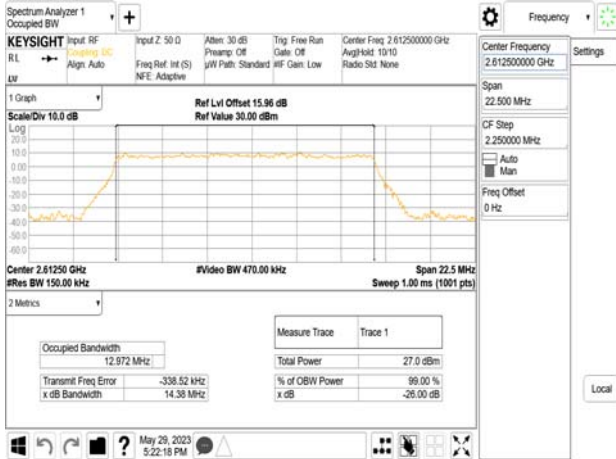 Spectrum Analyzer 1
Occupied BW
+
Frequency
KEYSIGHT
Input: RF
Coupling: DC
Align: Auto
RL
Input Z: 50 Ω
Freq Ref: Int (S)
NFE: Adaptive
Atten: 30 dB
Preamp: Off
µW Path: Standard
Trig: Free Run
Gate: Off
#IF Gain: Low
Center Freq: 2.612500000 GHz
Avg|Hold: 10/10
Radio Std: None
1 Graph
Scale/Div 10.0 dB
Ref Lvl Offset 15.96 dB
Ref Value 30.00 dBm
Log
20.0
10.0
0.00
-10.0
-20.0
-30.0
-40.0
-50.0
-60.0
Center 2.61250 GHz
#Res BW 150.00 kHz
#Video BW 470.00 kHz
Span 22.5 MHz
Sweep 1.00 ms (1001 pts)
2 Metrics
Measure Trace Trace 1
Occupied Bandwidth
12.972 MHz
Total Power 27.0 dBm
Transmit Freq Error -338.52 kHz
% of OBW Power 99.00 %
x dB Bandwidth 14.38 MHz
x dB -26.00 dB
Center Frequency
2.612500000 GHz
Settings
Span
22.500 MHz
CF Step
2.250000 MHz
Auto
Man
Freq Offset
0 Hz
Local
?
May 29, 2023
5:22:18 PM